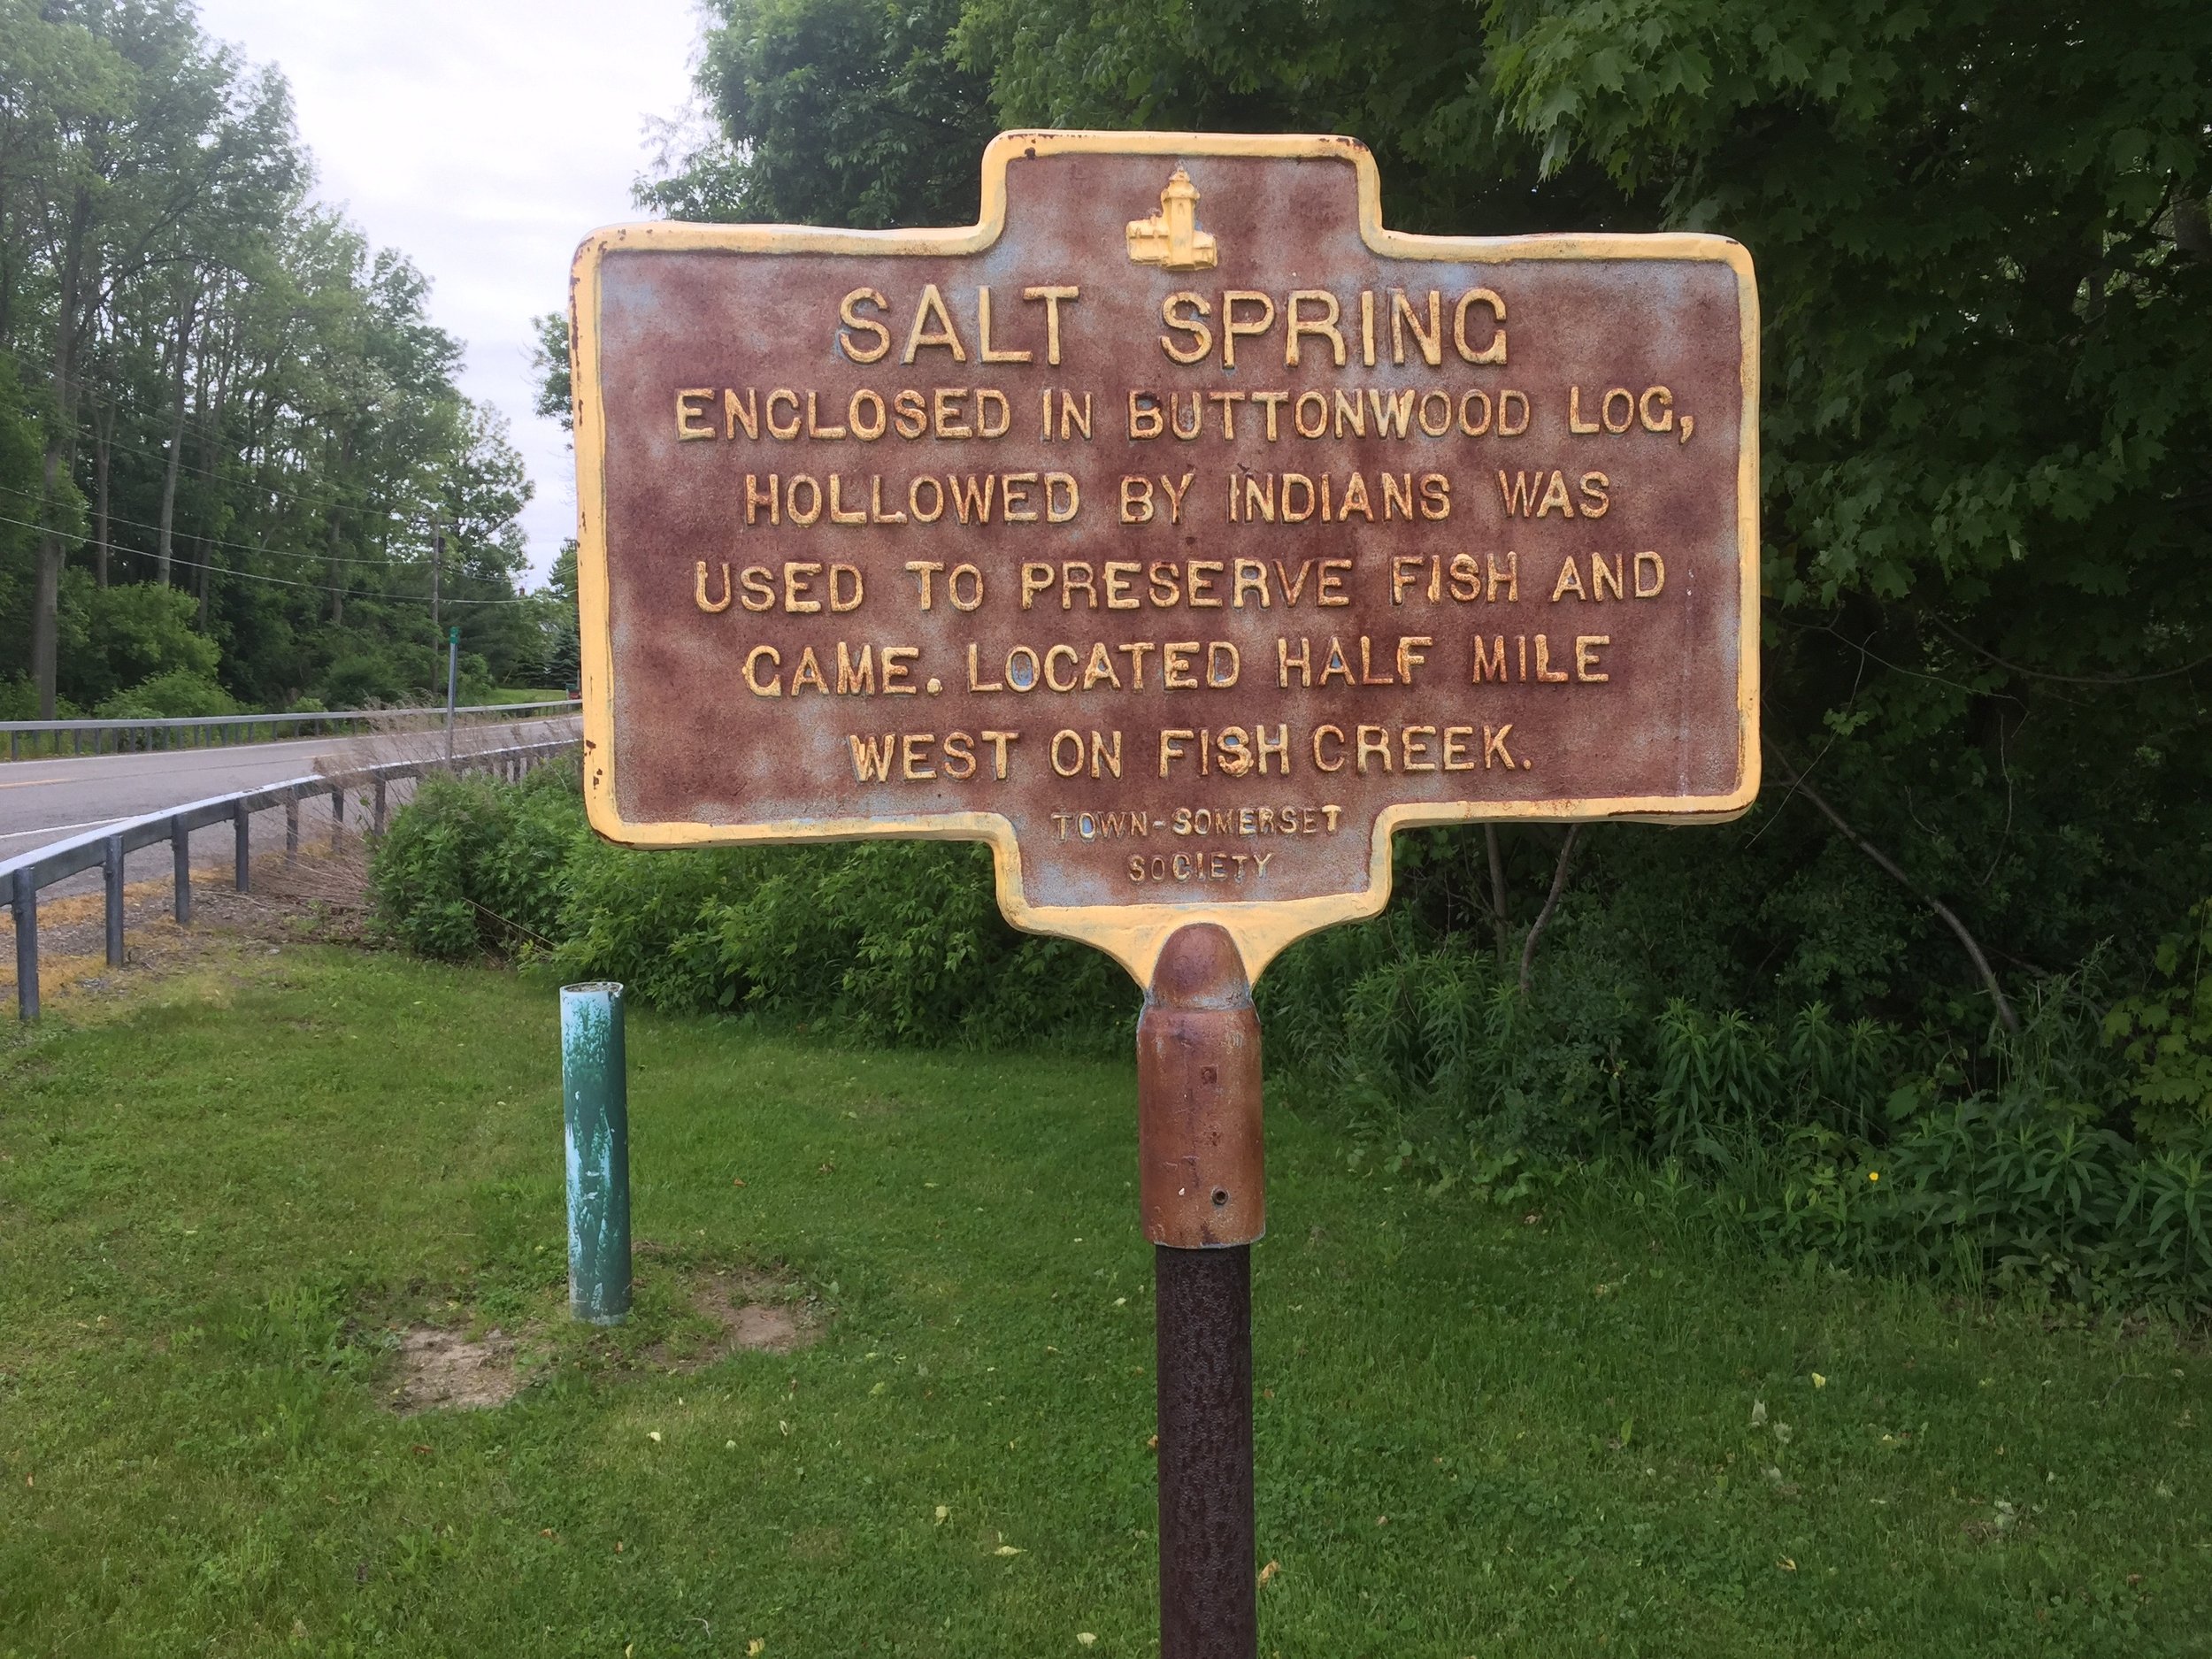 SALT SPRING
ENCLOSED IN BUTTONWOOD LOG,
HOLLOWED BY INDIANS WAS
USED TO PRESERVE FISH AND
GAME. LOCATED HALF MILE
WEST ON FISH CREEK.
TOWN-SOMERSET
SOCIETY